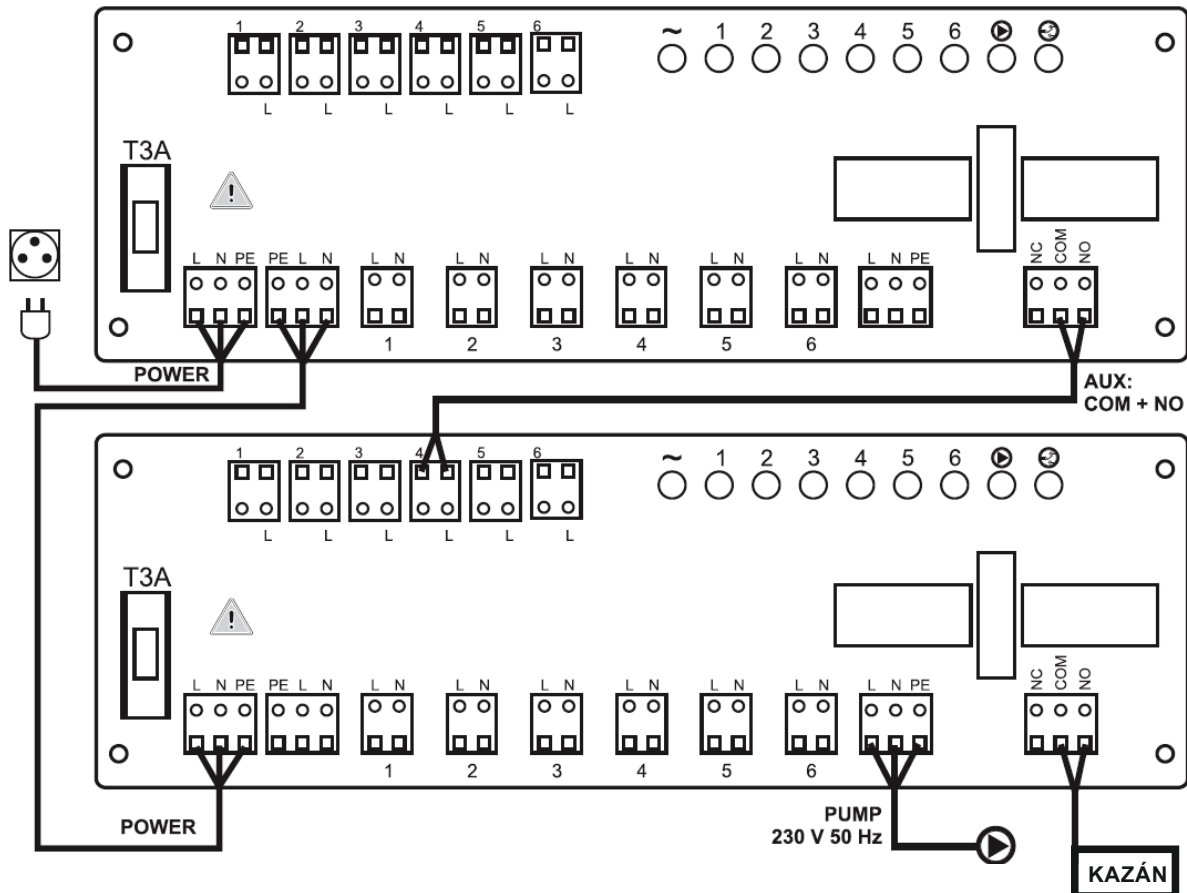 1 2 3 4 5 6
~ 1 2 3 4 5 6
L L L L L L
T3A
!
L N PE PE L N L N L N L N L N L N L N L N PE NC COM NO
1 2 3 4 5 6
POWER
AUX:
COM + NO
1 2 3 4 5 6
~ 1 2 3 4 5 6
L L L L L L
T3A
!
L N PE PE L N L N L N L N L N L N L N L N PE NC COM NO
1 2 3 4 5 6
POWER
PUMP
230 V 50 Hz
KAZÁN